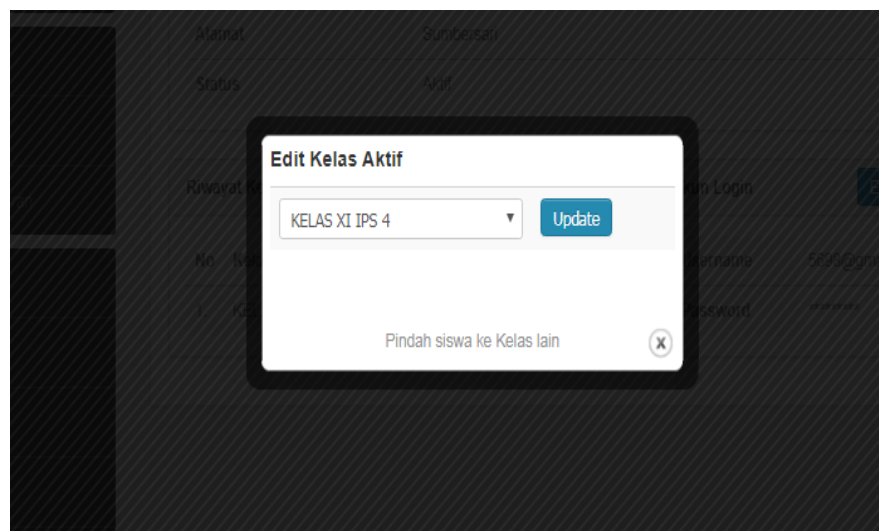 Alamat Sumbersari
Status Aktif
Edit Kelas Aktif
Riwayat Login
KELAS XI IPS 4 Update
No. Username
1. Password ********
Pindah siswa ke Kelas lain x